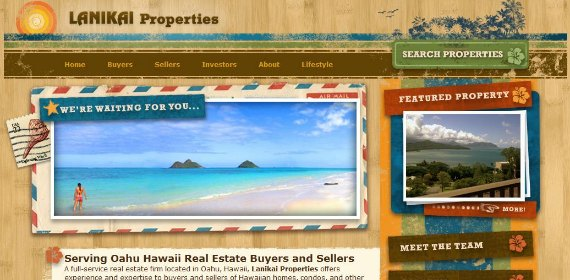 LANIKAI Properties
SEARCH PROPERTIES
Home Buyers Sellers Investors About Lifestyle
WE'RE WAITING FOR YOU...
AIR MAIL
FEATURED PROPERTY
MORE!
MEET THE TEAM
Serving Oahu Hawaii Real Estate Buyers and Sellers
A full-service real estate firm located in Oahu, Hawaii, Lanikai Properties offers
experience and expertise to buyers and sellers of Hawaiian homes, condos, and other